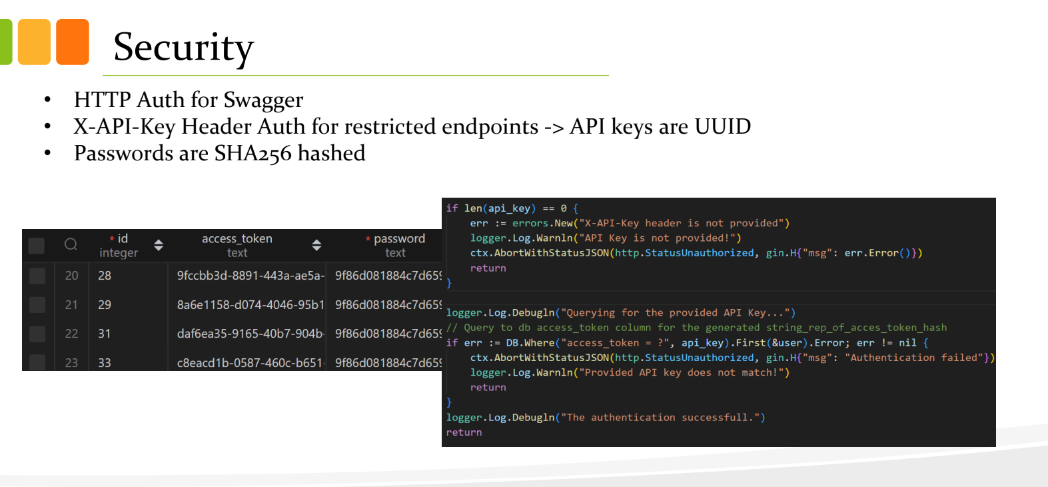 Security
• HTTP Auth for Swagger
• X-API-Key Header Auth for restricted endpoints -> API keys are UUID
• Passwords are SHA256 hashed
* id access_token * password
integer text text
20 28 9fccbb3d-8891-443a-ae5a- 9f86d081884c7d659
21 29 8a6e1158-d074-4046-95b1 9f86d081884c7d659
22 31 daf6ea35-9165-40b7-904b- 9f86d081884c7d659
23 33 c8eacd1b-0587-460c-b651- 9f86d081884c7d659
if len(api_key) == 0 {
err := errors.New("X-API-Key header is not provided")
logger.Log.Warnln("API Key is not provided!")
ctx.AbortWithStatusJSON(http.StatusUnauthorized, gin.H{"msg": err.Error()})
return
}
logger.Log.Debugln("Querying for the provided API Key...")
// Query to db access_token column for the generated string_rep_of_acces_token_hash
if err := DB.Where("access_token = ?", api_key).First(&user).Error; err != nil {
ctx.AbortWithStatusJSON(http.StatusUnauthorized, gin.H{"msg": "Authentication failed"})
logger.Log.Warnln("Provided API key does not match!")
return
}
logger.Log.Debugln("The authentication successfull.")
return